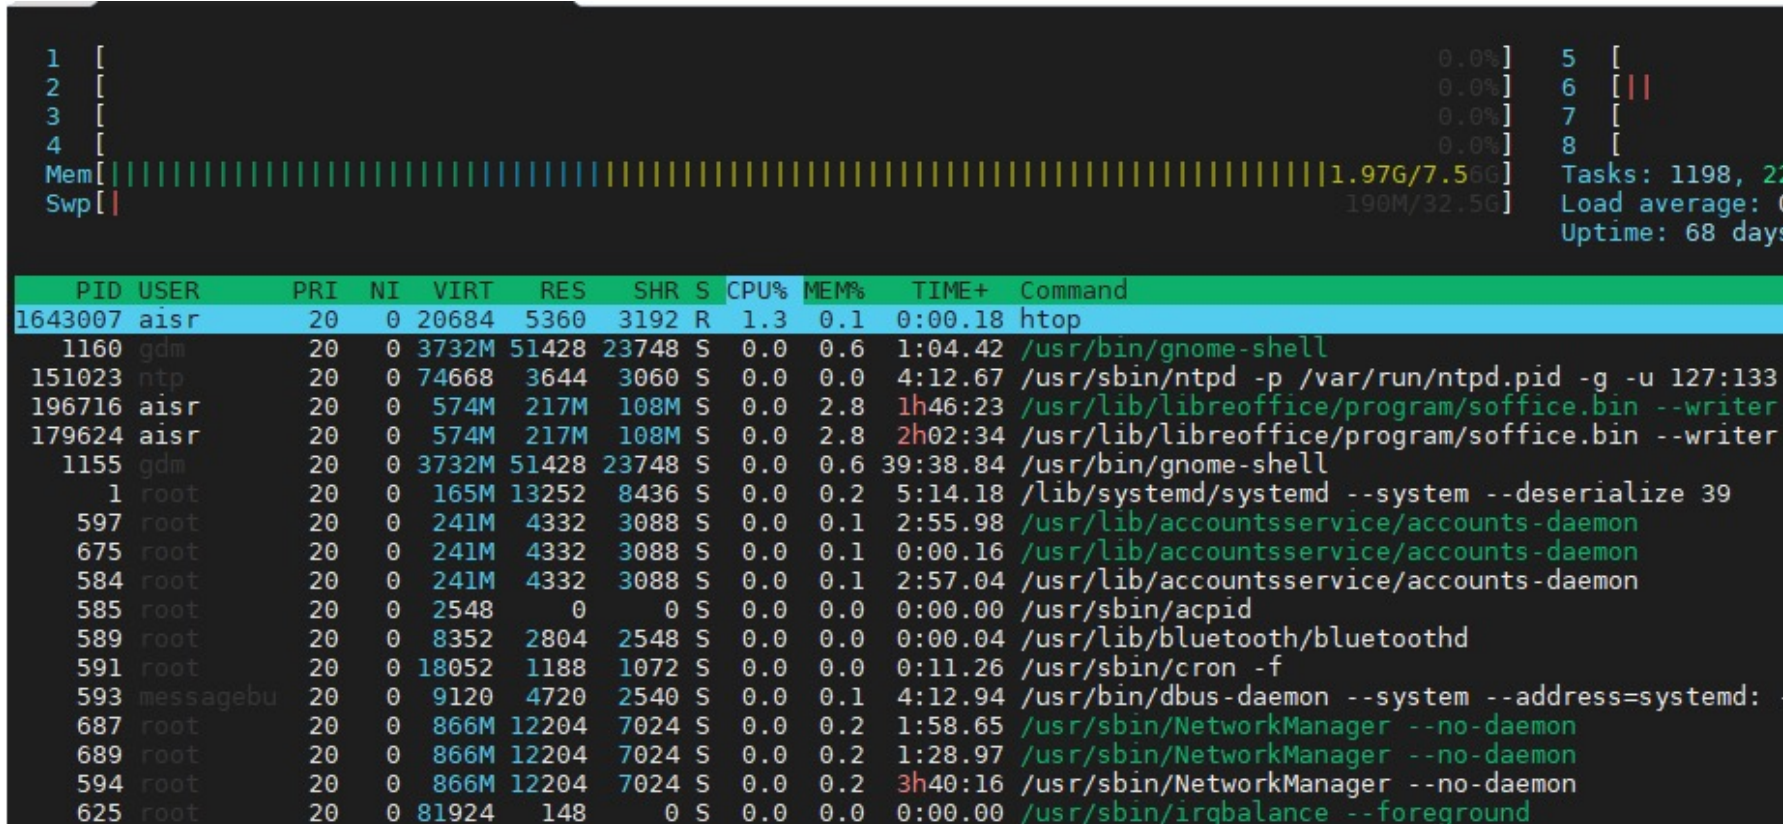 1 [ 0.0%] 5 [
2 [ 0.0%] 6 [||
3 [ 0.0%] 7 [
4 [ 0.0%] 8 [
Mem[||||||||||||||||||||||||||||||||||||||||||||||||||||||||||||||||||||||||||||||||1.97G/7.56G] Tasks: 1198, 22
Swp[| 190M/32.5G] Load average: 0
Uptime: 68 days
PID USER PRI NI VIRT RES SHR S CPU% MEM% TIME+ Command
1643007 aisr 20 0 20684 5360 3192 R 1.3 0.1 0:00.18 htop
1160 gdm 20 0 3732M 51428 23748 S 0.0 0.6 1:04.42 /usr/bin/gnome-shell
151023 ntp 20 0 74668 3644 3060 S 0.0 0.0 4:12.67 /usr/sbin/ntpd -p /var/run/ntpd.pid -g -u 127:133
196716 aisr 20 0 574M 217M 108M S 0.0 2.8 1h46:23 /usr/lib/libreoffice/program/soffice.bin --writer
179624 aisr 20 0 574M 217M 108M S 0.0 2.8 2h02:34 /usr/lib/libreoffice/program/soffice.bin --writer
1155 gdm 20 0 3732M 51428 23748 S 0.0 0.6 39:38.84 /usr/bin/gnome-shell
1 root 20 0 165M 13252 8436 S 0.0 0.2 5:14.18 /lib/systemd/systemd --system --deserialize 39
597 root 20 0 241M 4332 3088 S 0.0 0.1 2:55.98 /usr/lib/accountsservice/accounts-daemon
675 root 20 0 241M 4332 3088 S 0.0 0.1 0:00.16 /usr/lib/accountsservice/accounts-daemon
584 root 20 0 241M 4332 3088 S 0.0 0.1 2:57.04 /usr/lib/accountsservice/accounts-daemon
585 root 20 0 2548 0 0 S 0.0 0.0 0:00.00 /usr/sbin/acpid
589 root 20 0 8352 2804 2548 S 0.0 0.0 0:00.04 /usr/lib/bluetooth/bluetoothd
591 root 20 0 18052 1188 1072 S 0.0 0.0 0:11.26 /usr/sbin/cron -f
593 messagebu 20 0 9120 4720 2540 S 0.0 0.1 4:12.94 /usr/bin/dbus-daemon --system --address=systemd: -
687 root 20 0 866M 12204 7024 S 0.0 0.2 1:58.65 /usr/sbin/NetworkManager --no-daemon
689 root 20 0 866M 12204 7024 S 0.0 0.2 1:28.97 /usr/sbin/NetworkManager --no-daemon
594 root 20 0 866M 12204 7024 S 0.0 0.2 3h40:16 /usr/sbin/NetworkManager --no-daemon
625 root 20 0 81924 148 0 S 0.0 0.0 0:00.00 /usr/sbin/irqbalance --foreground